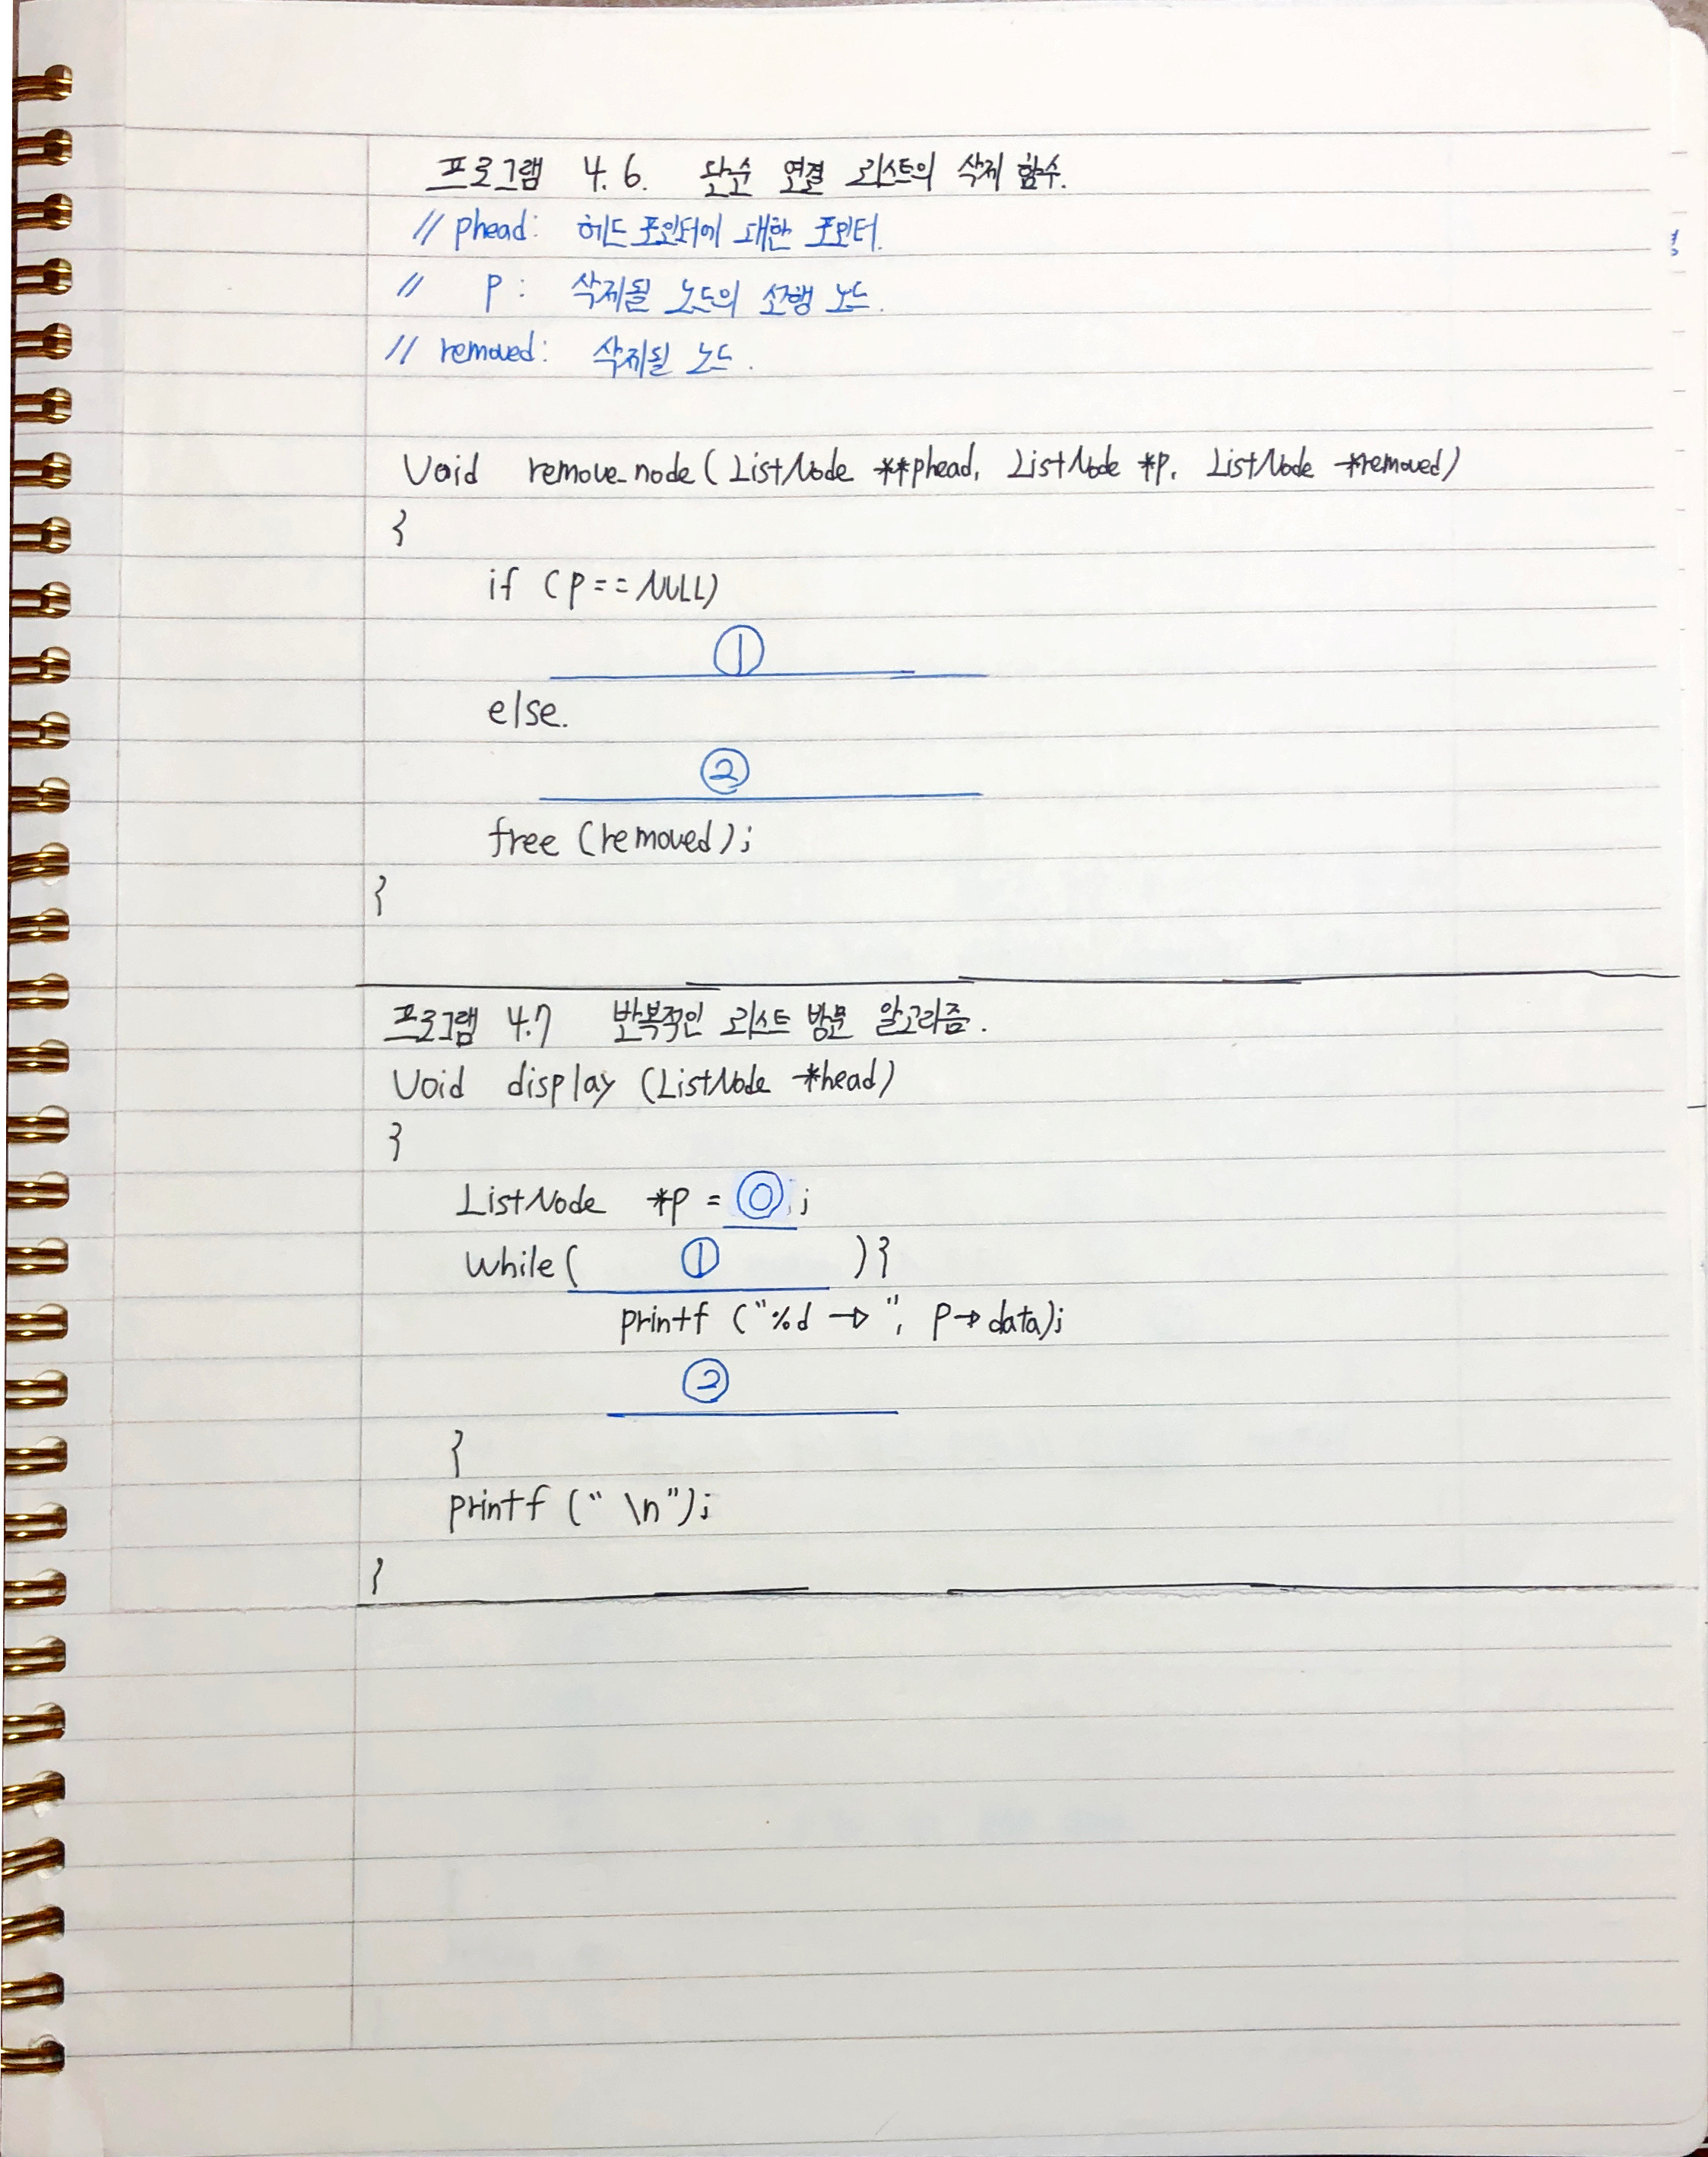 프로그램 4.6. 단순 연결 리스트의 삭제 함수.
// phead: 헤드포인터에 대한 포인터.
// p: 삭제될 노드의 선행 노드.
// removed: 삭제될 노드.
Void remove_node(ListNode **phead, ListNode *p, ListNode *removed)
{
if (p==NULL)
①
else.
②
free (removed);
}
프로그램 4.7 반복적인 리스트 방문 알고리즘.
Void display (ListNode *head)
{
ListNode *p = ⓪;
while( ① ){
printf ("%d → ", p→data);
②
}
printf (" \n");
}